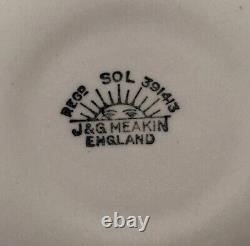 REGD SOL 391413
J&G MEAKIN
ENGLAND
ebay